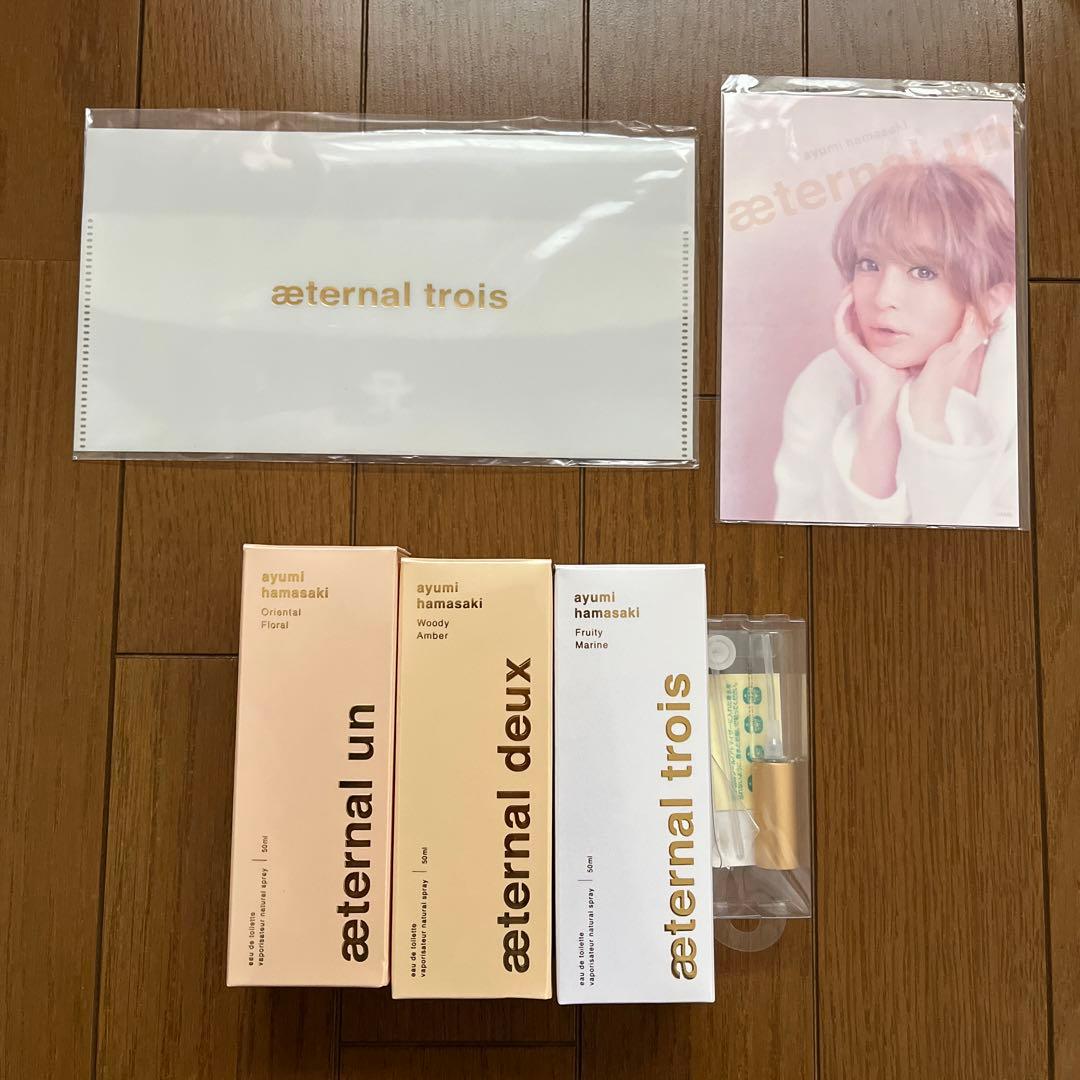 æternal trois
ayumi hamasaki
æternal un
ayumi
hamasaki
Oriental
Floral
æternal un
eau de toilette
vaporisateur natural spray | 50ml
ayumi
hamasaki
Woody
Amber
æternal deux
eau de toilette
vaporisateur natural spray | 50ml
ayumi
hamasaki
Fruity
Marine
æternal trois
eau de toilette
vaporisateur natural spray | 50ml